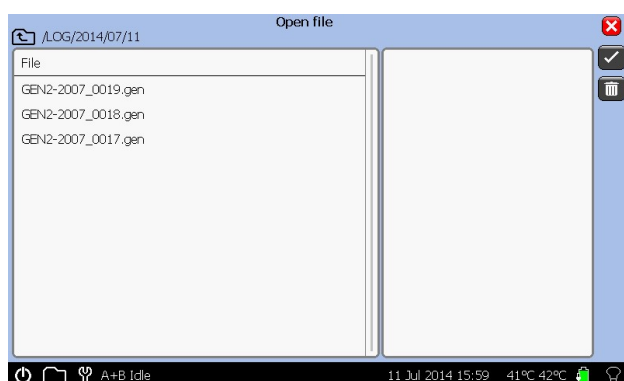 Open file
/LOG/2014/07/11
File
GEN2-2007_0019.gen
GEN2-2007_0018.gen
GEN2-2007_0017.gen
A+B Idle
11 Jul 2014 15:59 41°C 42°C